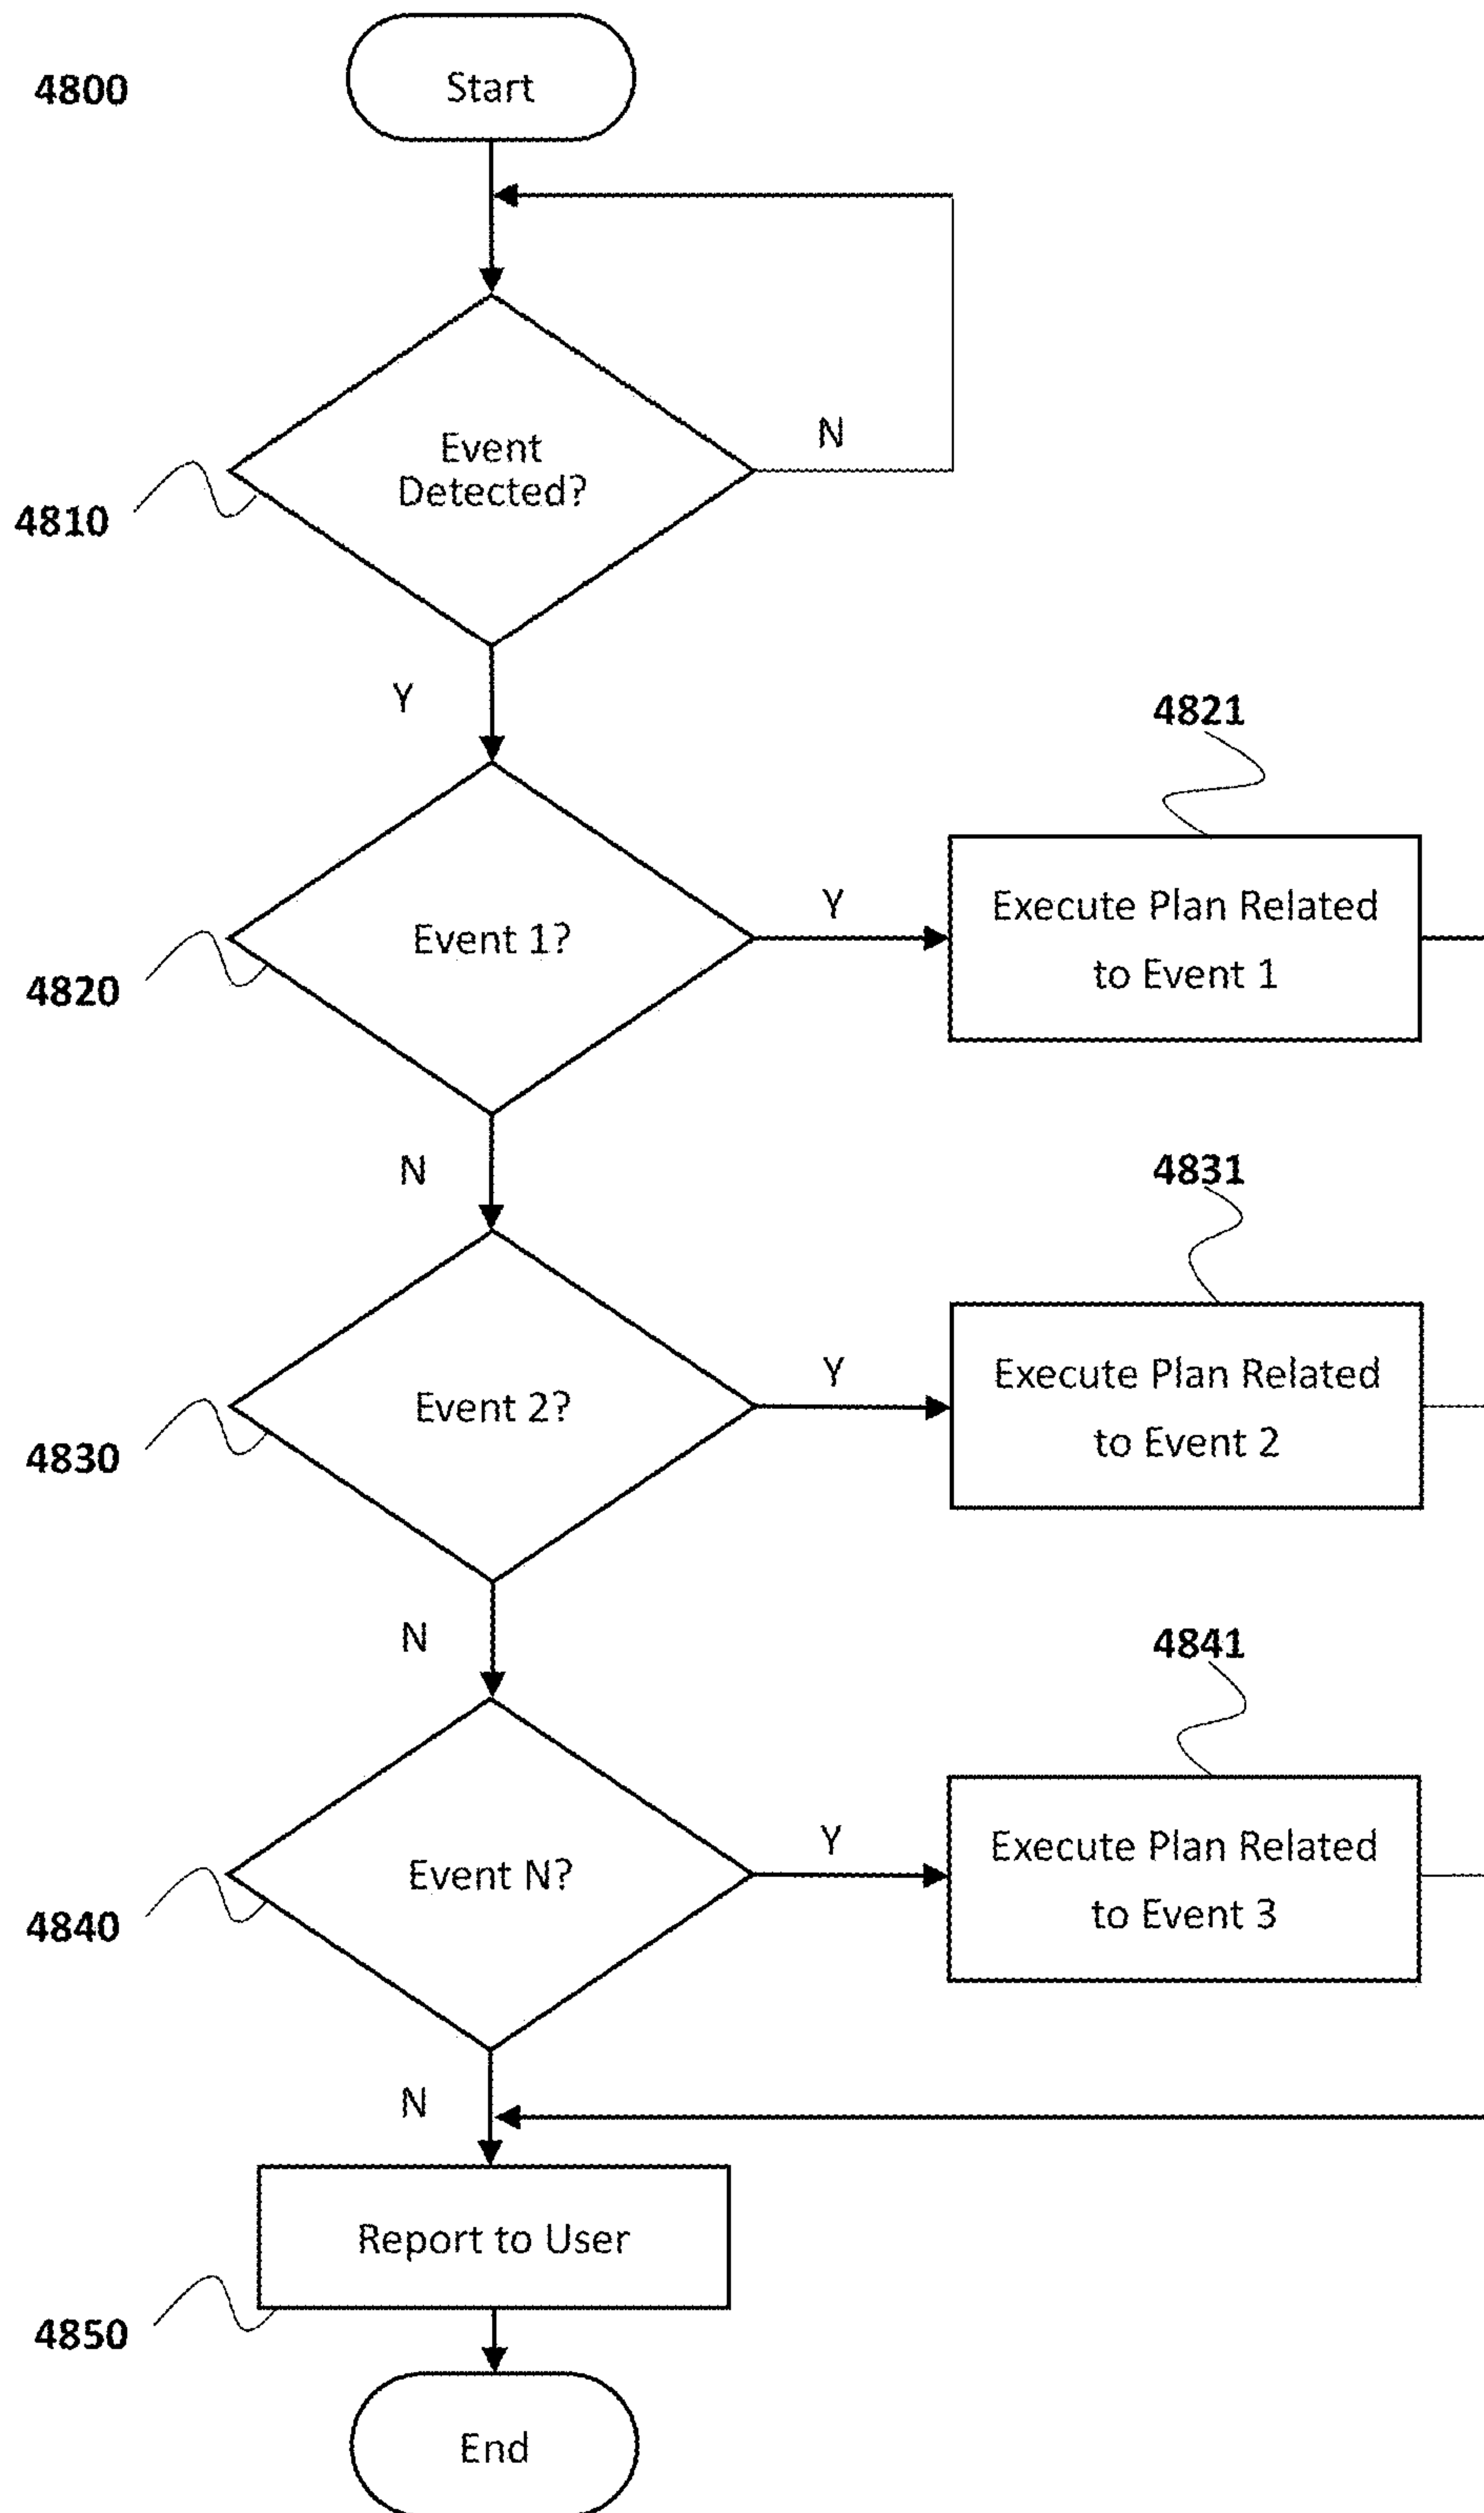 4800
Start
N
Event
Detected?
4810
Y
4821
Y
Execute Plan Related
to Event 1
Event 1?
4820
N
4831
Y
Execute Plan Related
to Event 2
Event 2?
4830
N
4841
Y
Execute Plan Related
to Event 3
Event N?
4840
N
Report to User
4850
End